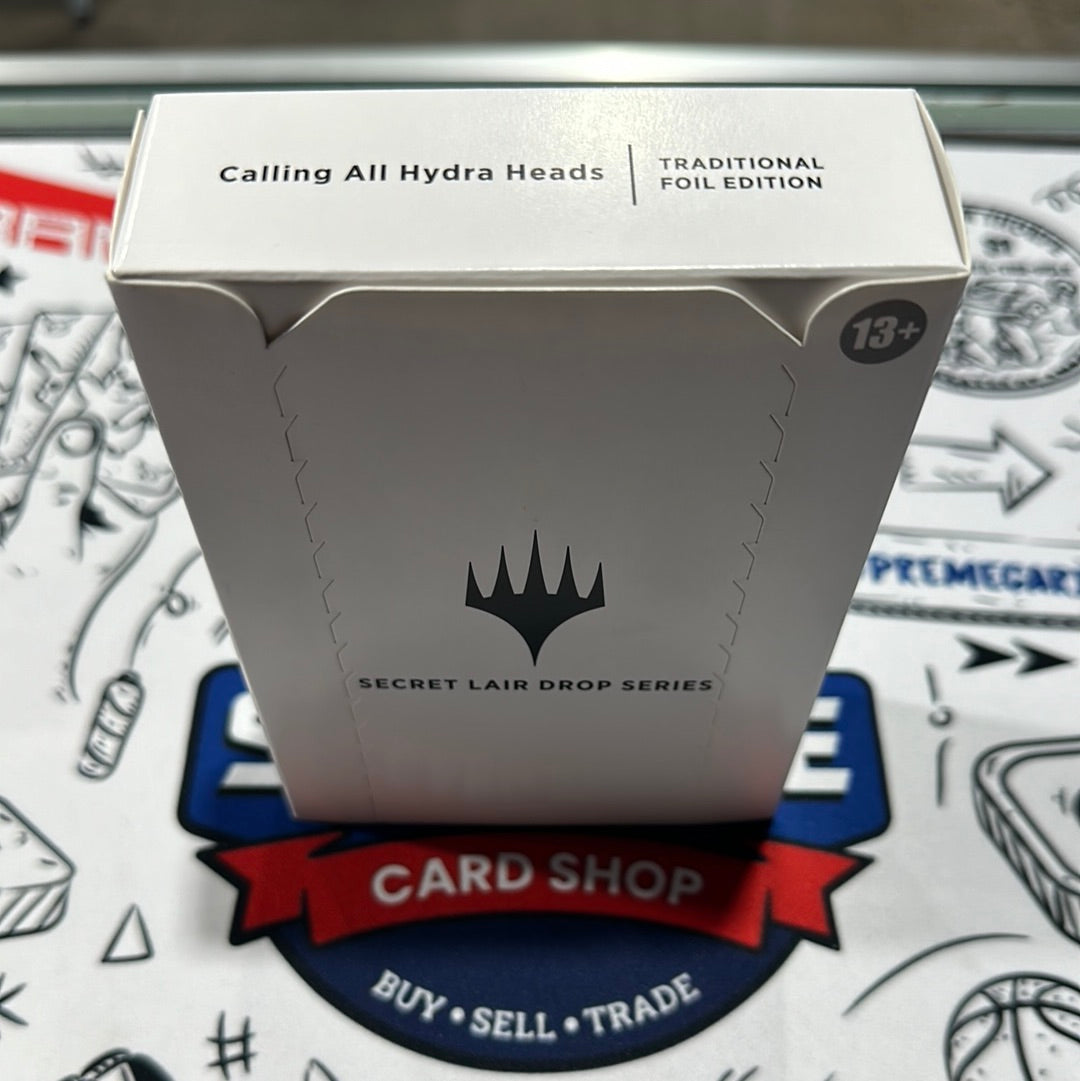 Calling All Hydra Heads
TRADITIONAL
FOIL EDITION
13+
SECRET LAIR DROP SERIES
CARD SHOP
BUY • SELL • TRADE
#